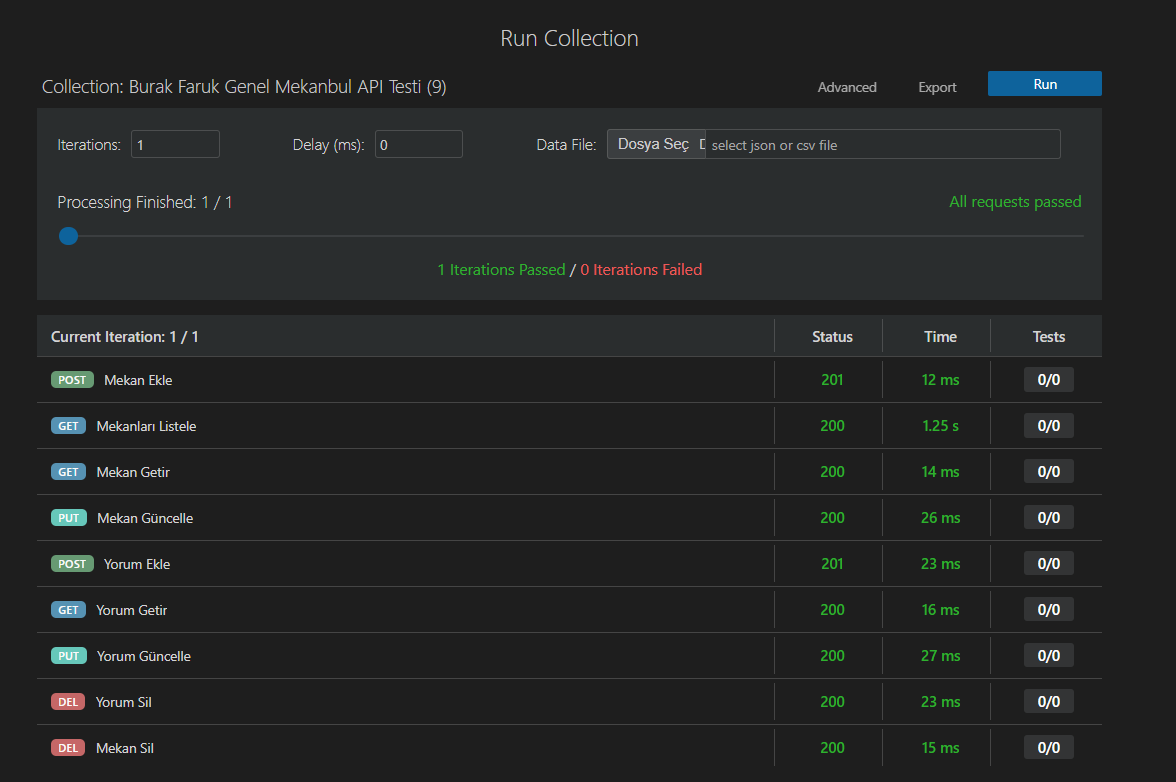 Run Collection
Collection: Burak Faruk Genel Mekanbul API Testi (9) Advanced Export Run
Iterations: 1 Delay (ms): 0 Data File: Dosya Seç select json or csv file
Processing Finished: 1 / 1 All requests passed
1 Iterations Passed / 0 Iterations Failed
Current Iteration: 1 / 1 Status Time Tests
POST Mekan Ekle 201 12 ms 0/0
GET Mekanları Listele 200 1.25 s 0/0
GET Mekan Getir 200 14 ms 0/0
PUT Mekan Güncelle 200 26 ms 0/0
POST Yorum Ekle 201 23 ms 0/0
GET Yorum Getir 200 16 ms 0/0
PUT Yorum Güncelle 200 27 ms 0/0
DEL Yorum Sil 200 23 ms 0/0
DEL Mekan Sil 200 15 ms 0/0